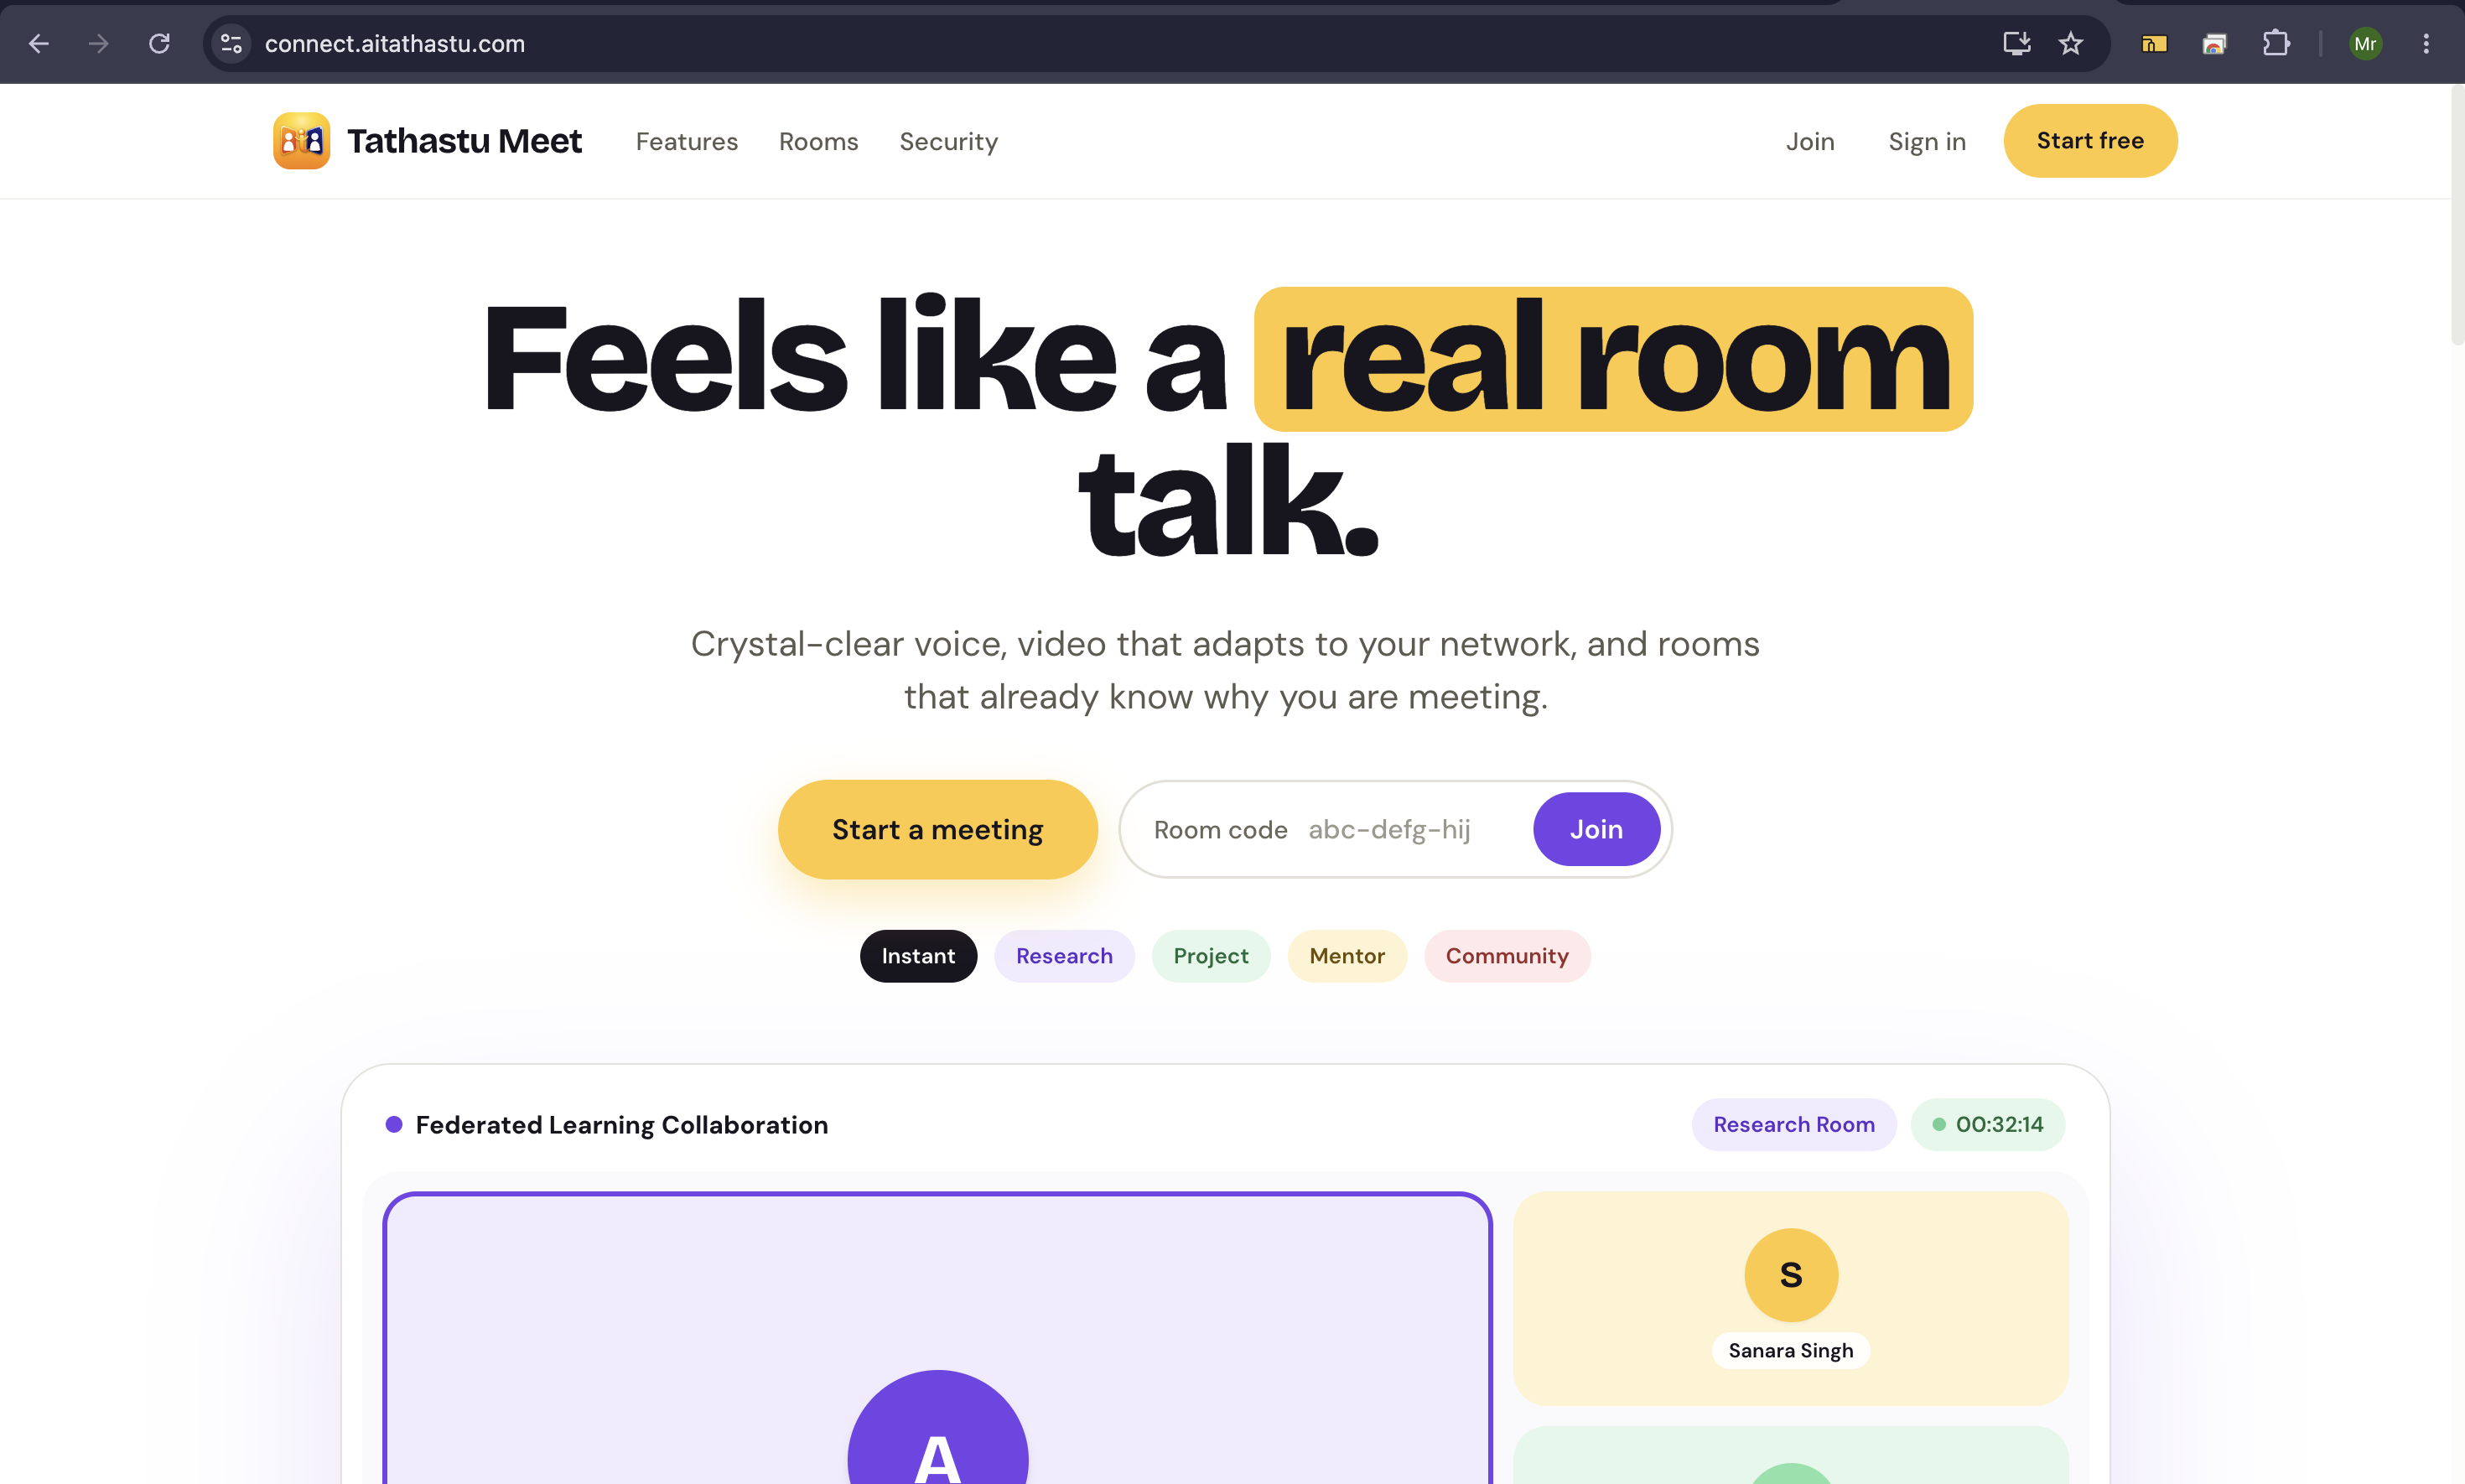 connect.aitathastu.com
Mr
Tathastu Meet Features Rooms Security Join Sign in Start free
Feels like a real room
talk.
Crystal-clear voice, video that adapts to your network, and rooms
that already know why you are meeting.
Start a meeting Room code abc-defg-hij Join
Instant Research Project Mentor Community
Federated Learning Collaboration Research Room 00:32:14
S
Sanara Singh
A